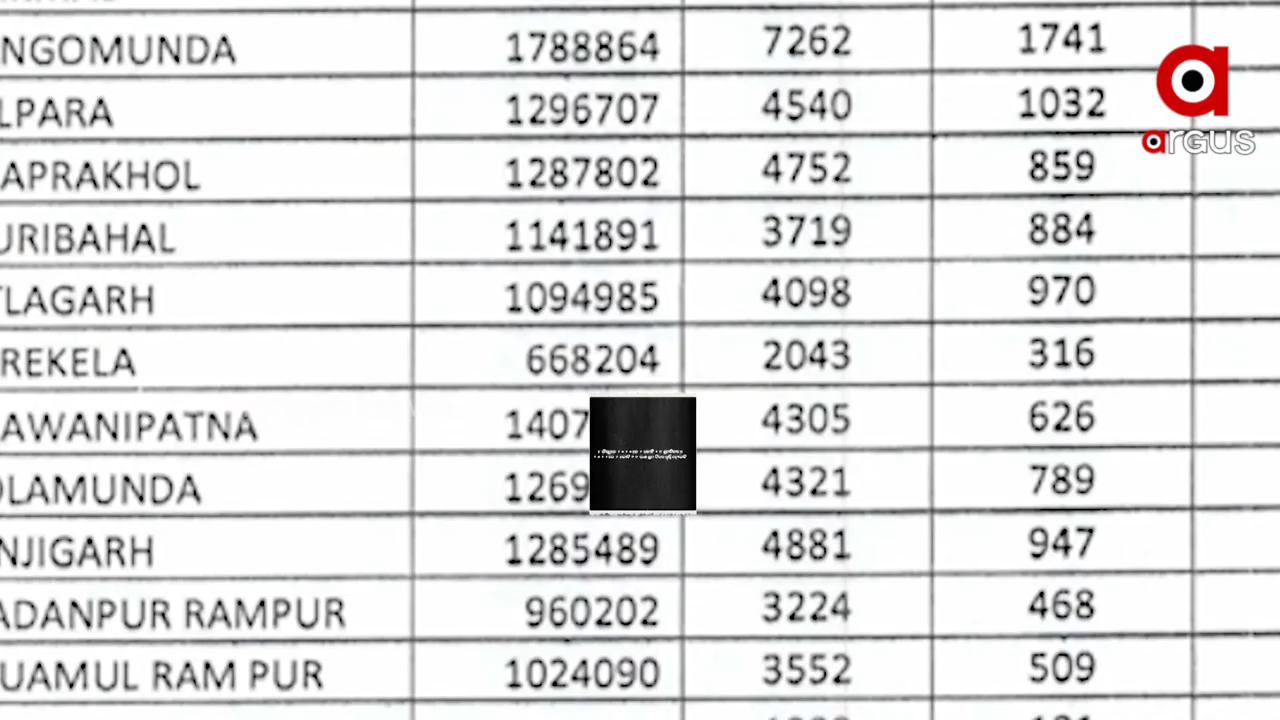 NGOMUNDA 1788864 7262 1741
LPARA 1296707 4540 1032
APRAKHOL 1287802 4752 859
URIBAHAL 1141891 3719 884
TLAGARH 1094985 4098 970
REKELA 668204 2043 316
AWANIPATNA 1407 4305 626
OLAMUNDA 1269 4321 789
NJIGARH 1285489 4881 947
ADANPUR RAMPUR 960202 3224 468
UAMUL RAM PUR 1024090 3552 509
argus